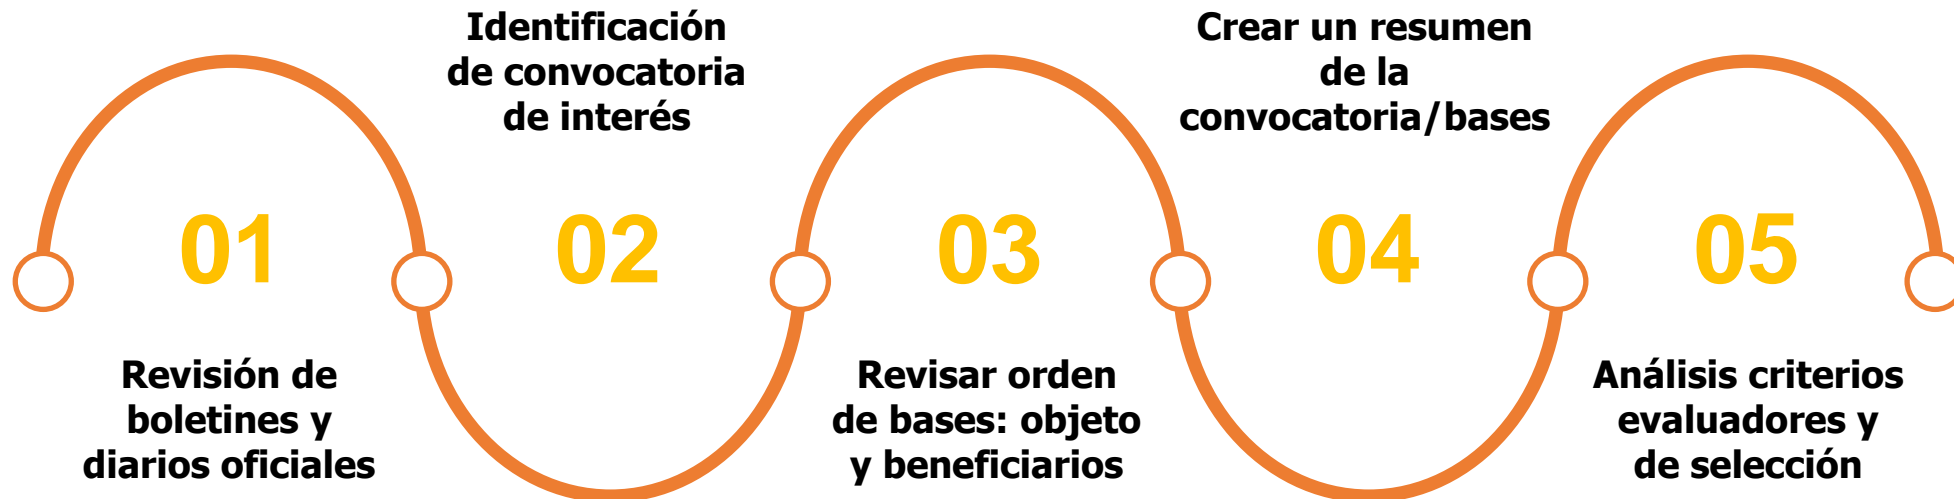 01
Revisión de
boletines y
diarios oficiales
Identificación
de convocatoria
de interés
02
03
Revisar orden
de bases: objeto
y beneficiarios
Crear un resumen
de la
convocatoria/bases
04
05
Análisis criterios
evaluadores y
de selección